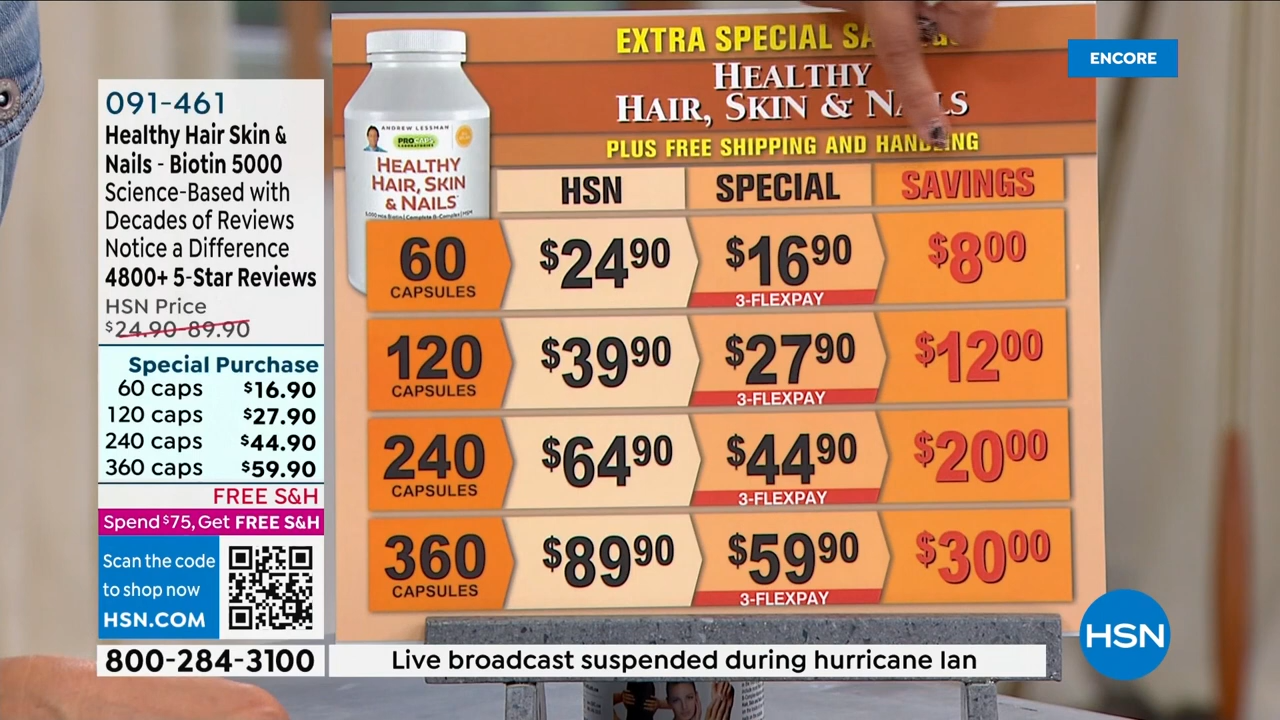 ENCORE
091-461
Healthy Hair Skin &
Nails - Biotin 5000
Science-Based with
Decades of Reviews
Notice a Difference
4800+ 5-Star Reviews
HSN Price
$24.90-89.90
Special Purchase
60 caps $16.90
120 caps $27.90
240 caps $44.90
360 caps $59.90
FREE S&H
Spend $75, Get FREE S&H
Scan the code
to shop now
HSN.COM
800-284-3100
EXTRA SPECIAL
HEALTHY
HAIR, SKIN & NAILS
PLUS FREE SHIPPING AND HANDLING
ANDREW LESSMAN
PROCAPS
LABORATORIES
HEALTHY
HAIR, SKIN
& NAILS
HSN SPECIAL SAVINGS
60 CAPSULES $24.90 $16.90 $8.00
3-FLEXPAY
120 CAPSULES $39.90 $27.90 $12.00
3-FLEXPAY
240 CAPSULES $64.90 $44.90 $20.00
3-FLEXPAY
360 CAPSULES $89.90 $59.90 $30.00
3-FLEXPAY
HSN
Live broadcast suspended during hurricane Ian